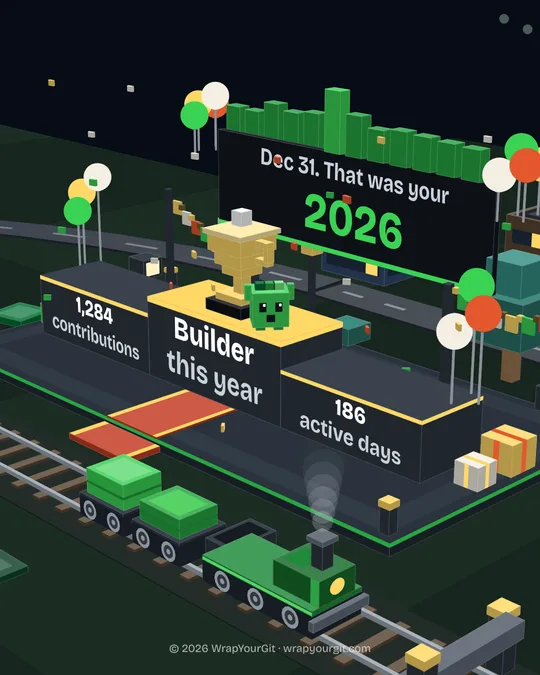 Dec 31. That was your
2026
1,284
contributions
Builder
this year
186
active days
© 2026 WrapYourGit · wrapyourgit.com